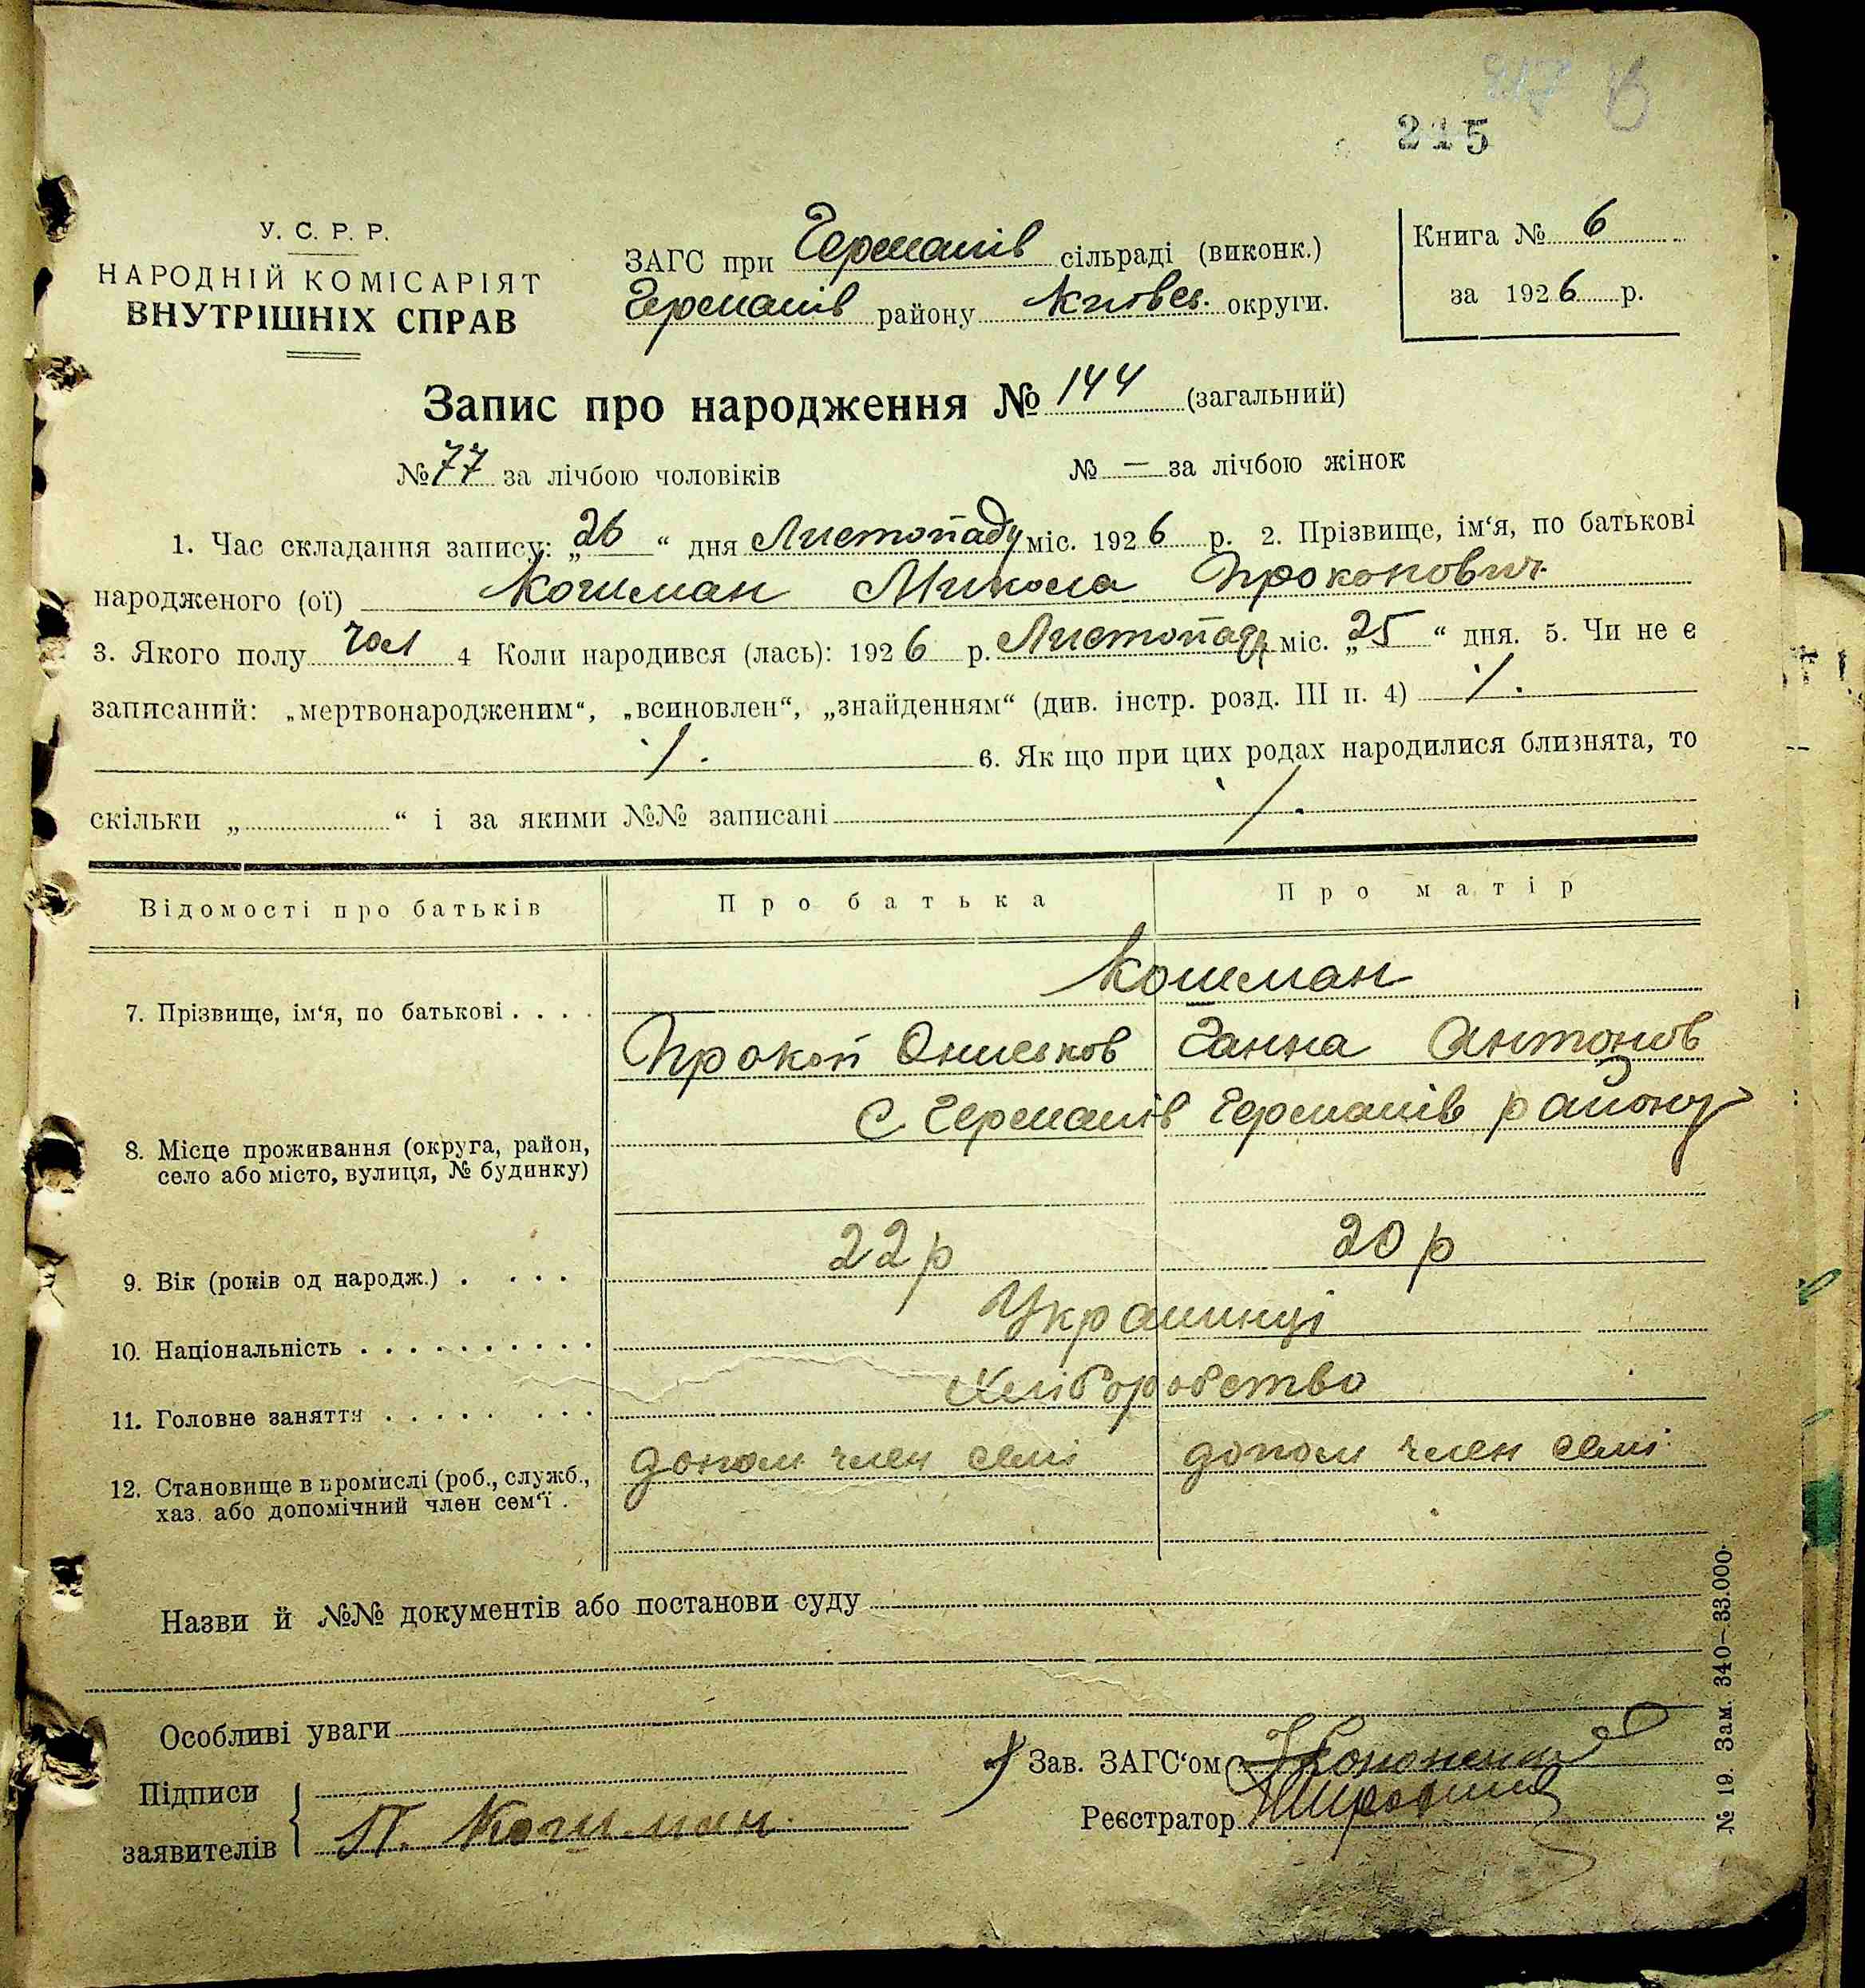 215
У. С. Р. Р.
НАРОДНІЙ КОМІСАРІЯТ
ВНУТРІШНІХ СПРАВ
ЗАГС при Германів сільраді (виконк.)
Германів району Київсь. округи.
Книга № 6
за 1926 р.
Запис про народження № 144 (загальний)
№ 77 за лічбою чоловіків № — за лічбою жінок
1. Час складання запису: „26“ дня Листопаду міс. 1926 р. 2. Прізвище, ім‘я, по батькові
народженого (ої) Кошман Микола Прокопович
3. Якого полу чол 4 Коли народився (лась): 1926 р. Листопаду міс. „25“ дня. 5. Чи не є
записаний: „мертвонародженим“, „всиновлен“, „знайденням“ (див. інстр. розд. III п. 4) ·/.
·/. 6. Як що при цих родах народилися близнята, то
скільки „ “ і за якими №№ записані ·/.
Відомості про батьків Про батька Про матір
Кошман
7. Прізвище, ім‘я, по батькові . . . .
Прокоп Ониськов Ганна Антонов
С Германів Германів району
8. Місце проживання (округа, район,
село або місто, вулиця, № будинку)
22 р 20 р
9. Вік (років од народж.) . . . .
Украинці
10. Національність . . . . . . . . . .
Хліборобство
11. Головне заняття . . . . . . . .
допом член семі допом член семі
12. Становище в промислі (роб., служб.,
хаз. або допомічний член сем‘ї .
Назви й №№ документів або постанови суду
Особливі уваги
Підписи
заявителів П. Кошман.
Зав. ЗАГС‘ом
Реєстратор
№ 19. Зам. 340—33.000.